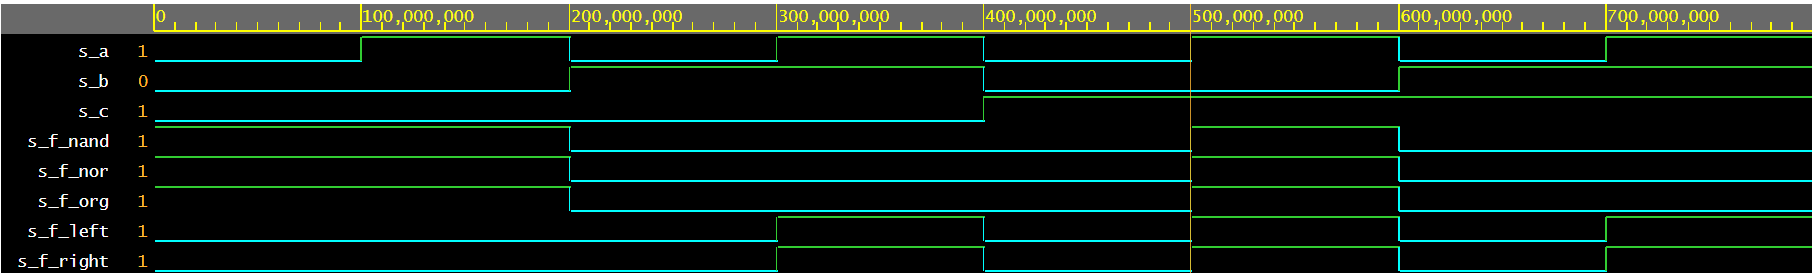 0 100,000,000 200,000,000 300,000,000 400,000,000 500,000,000 600,000,000 700,000,000
s_a 1
s_b 0
s_c 1
s_f_nand 1
s_f_nor 1
s_f_org 1
s_f_left 1
s_f_right 1